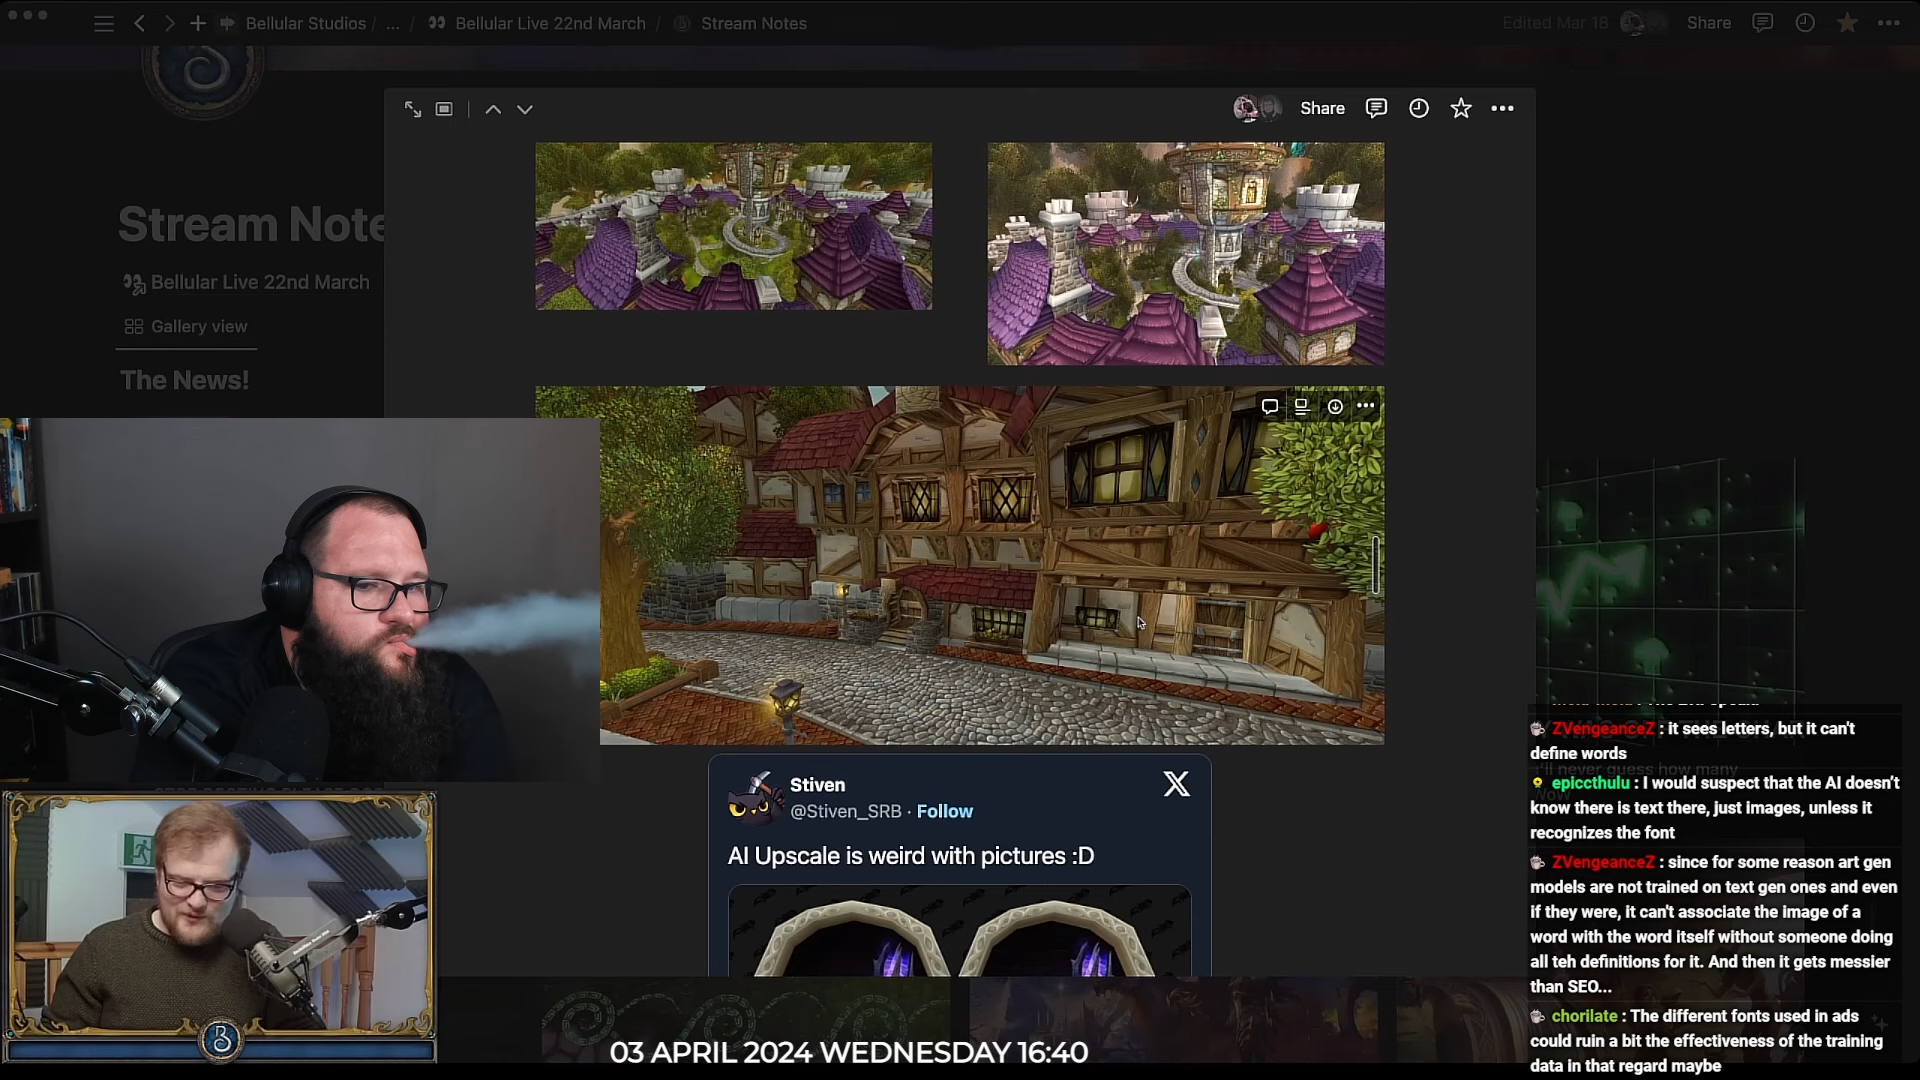 Bellular Studios / ... / Bellular Live 22nd March / Stream Notes
Edited Mar 18
Share
Share
Stream Note
Bellular Live 22nd March
Gallery view
The News!
Stiven
@Stiven_SRB · Follow
AI Upscale is weird with pictures :D
ZVengeanceZ : it sees letters, but it can't
define words
epiccthulu : I would suspect that the AI doesn't
know there is text there, just images, unless it
recognizes the font
ZVengeanceZ : since for some reason art gen
models are not trained on text gen ones and even
if they were, it can't associate the image of a
word with the word itself without someone doing
all teh definitions for it. And then it gets messier
than SEO...
chorilate : The different fonts used in ads
could ruin a bit the effectiveness of the training
data in that regard maybe
03 APRIL 2024 WEDNESDAY 16:40